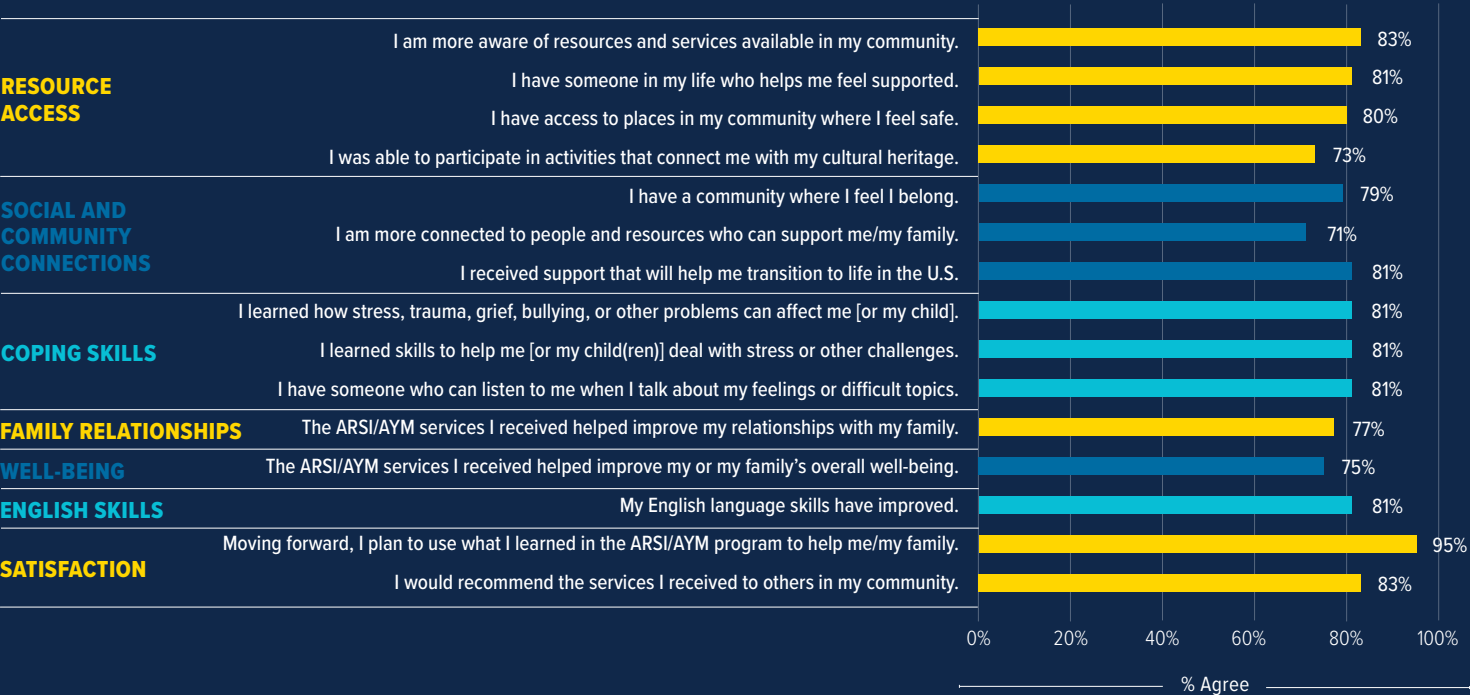 RESOURCE
ACCESS
I am more aware of resources and services available in my community.
83%
I have someone in my life who helps me feel supported.
81%
I have access to places in my community where I feel safe.
80%
I was able to participate in activities that connect me with my cultural heritage.
73%
SOCIAL AND
COMMUNITY
CONNECTIONS
I have a community where I feel I belong.
79%
I am more connected to people and resources who can support me/my family.
71%
I received support that will help me transition to life in the U.S.
81%
COPING SKILLS
I learned how stress, trauma, grief, bullying, or other problems can affect me [or my child].
81%
I learned skills to help me [or my child(ren)] deal with stress or other challenges.
81%
I have someone who can listen to me when I talk about my feelings or difficult topics.
81%
FAMILY RELATIONSHIPS
The ARSI/AYM services I received helped improve my relationships with my family.
77%
WELL-BEING
The ARSI/AYM services I received helped improve my or my family's overall well-being.
75%
ENGLISH SKILLS
My English language skills have improved.
81%
SATISFACTION
Moving forward, I plan to use what I learned in the ARSI/AYM program to help me/my family.
95%
I would recommend the services I received to others in my community.
83%
0% 20% 40% 60% 80% 100%
% Agree